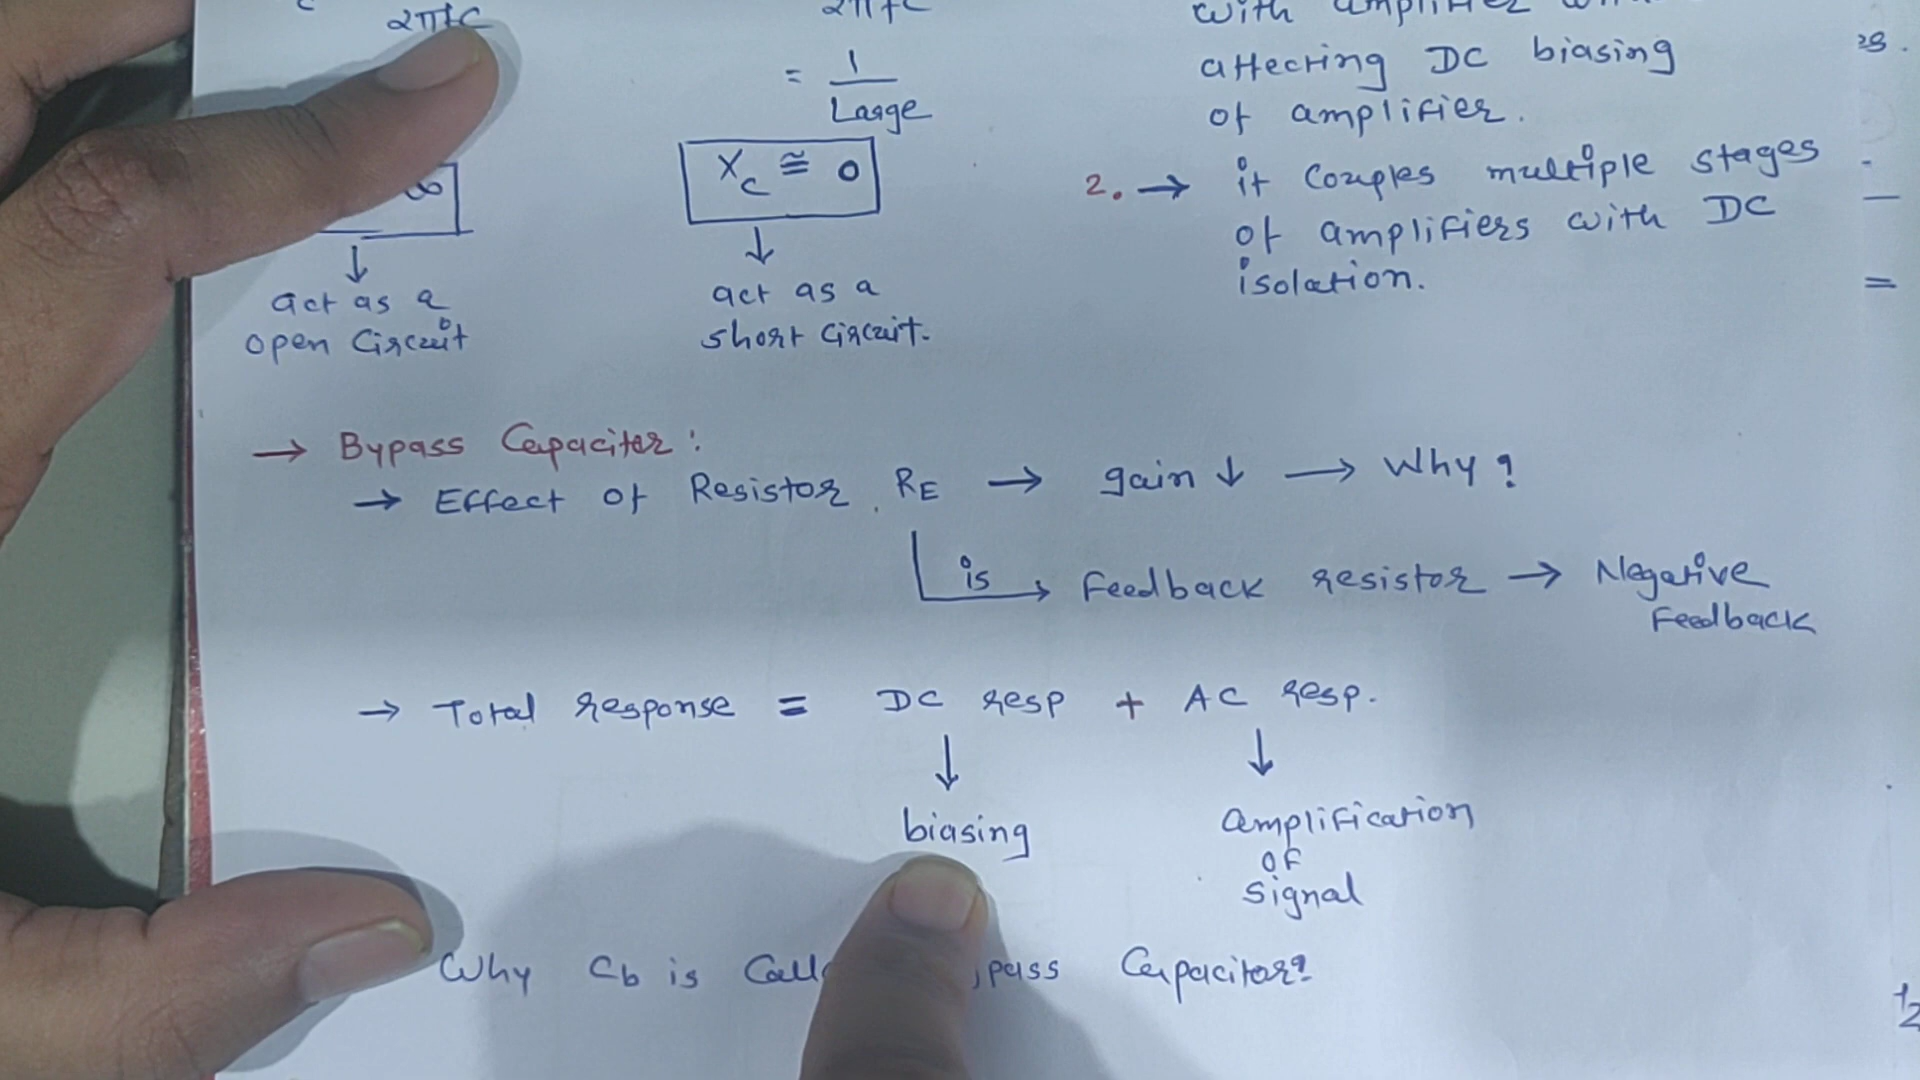 2πfC
2πfC
= 1
Large
Xc ≅ 0
∞
↓
act as a
open Circuit
↓
act as a
short Circuit.
with amplifier
affecting DC biasing
of amplifier.
2. → it Couples multiple stages
of amplifiers with DC
isolation.
→ Bypass Capacitor:
→ Effect of Resistor RE → gain ↓ → Why?
is → Feedback resistor → Negative
Feedback
→ Total response = DC resp + AC resp.
↓ ↓
biasing
amplification
of
signal
Why Cb is pass Capacitor?